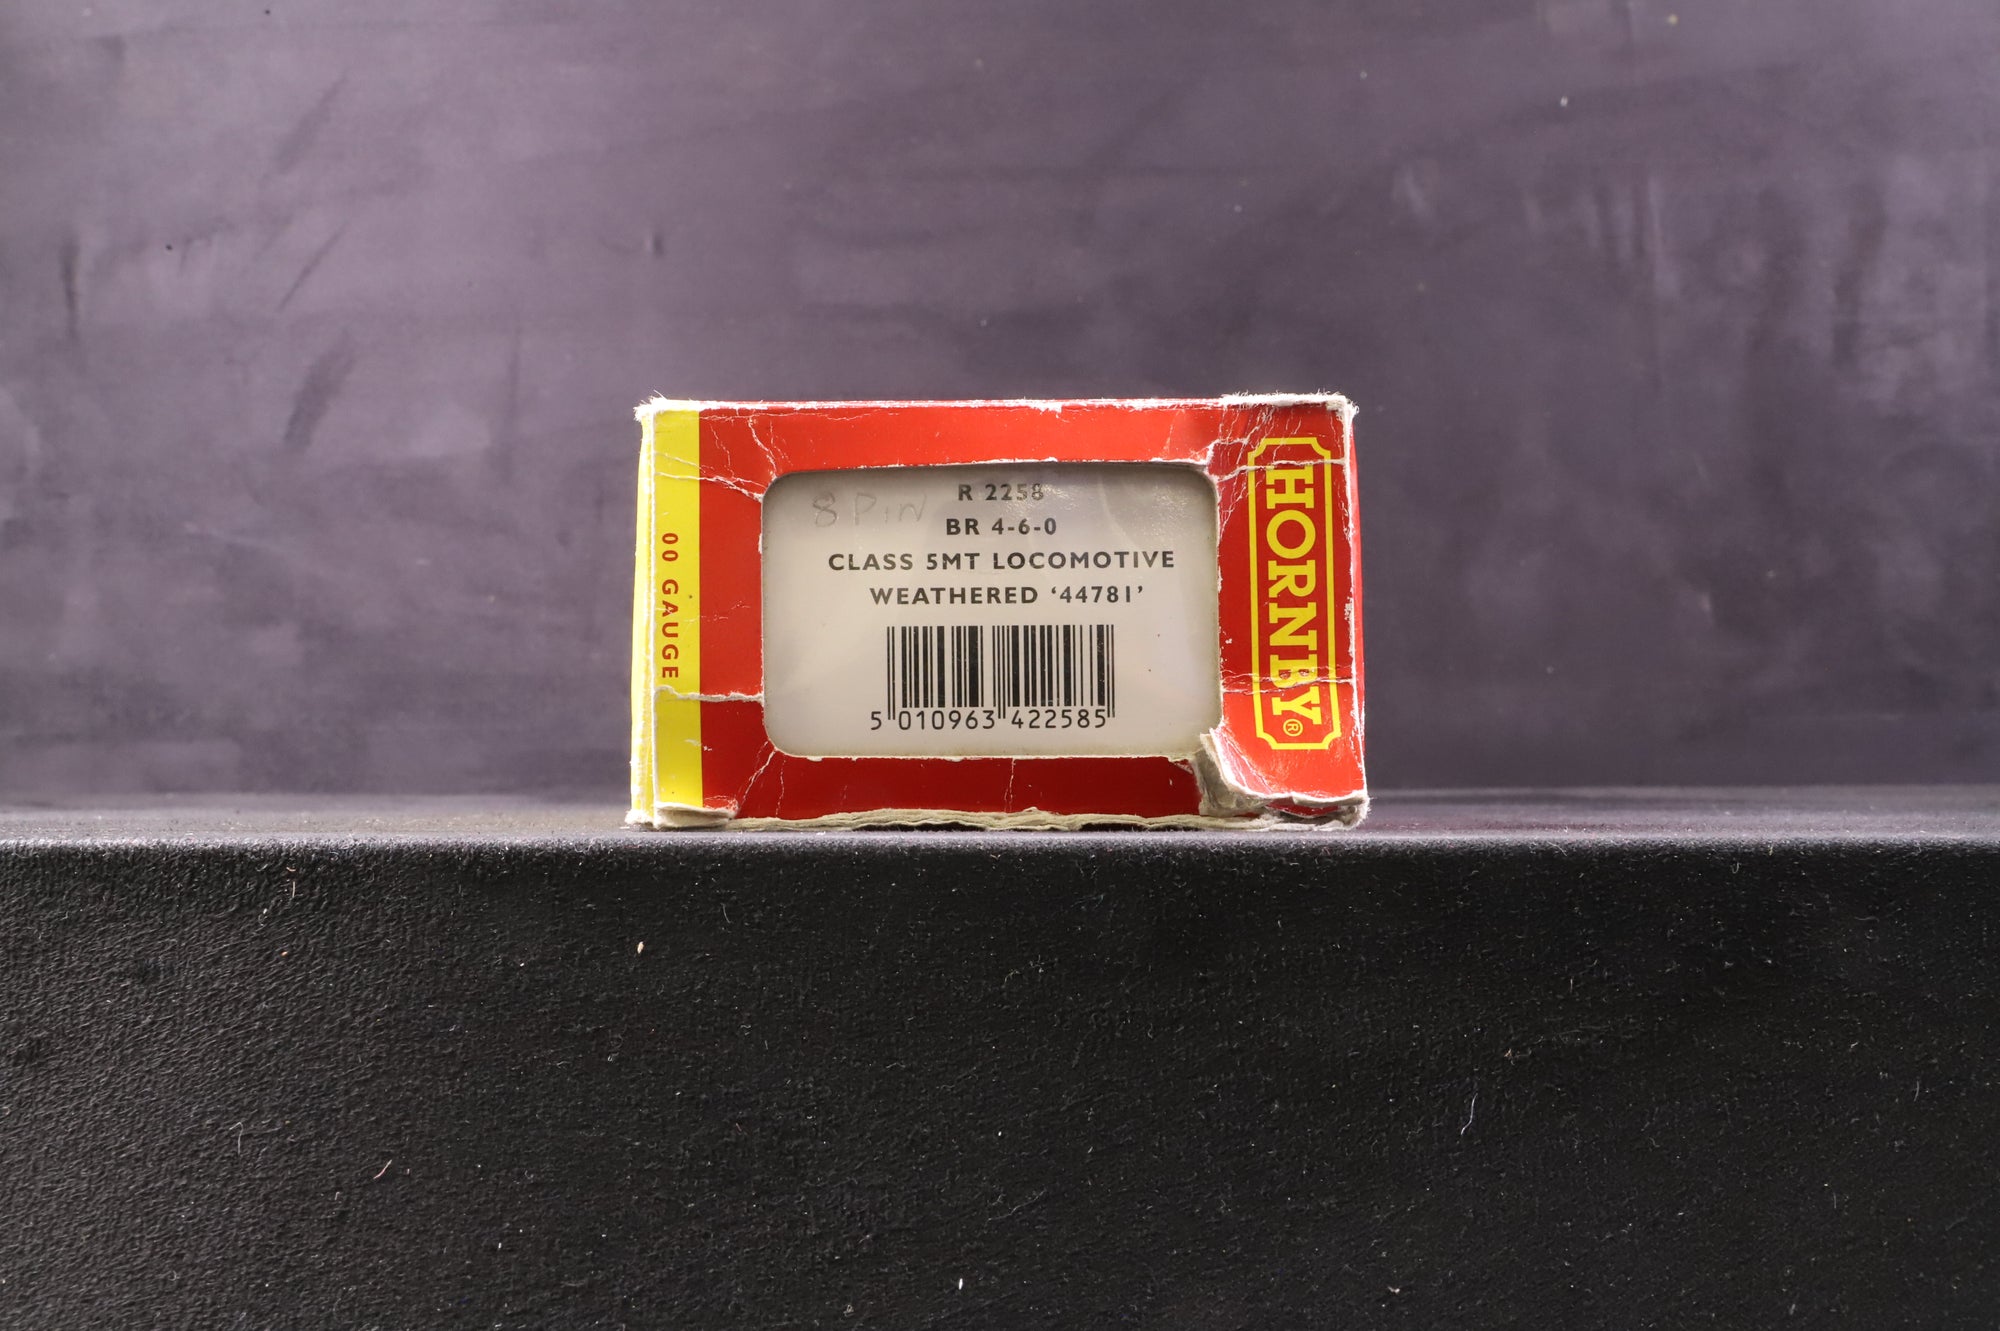 00 GAUGE
8 PIN
R 2258
BR 4-6-0
CLASS 5MT LOCOMOTIVE
WEATHERED ‘44781’
5 010963 422585
HORNBY®